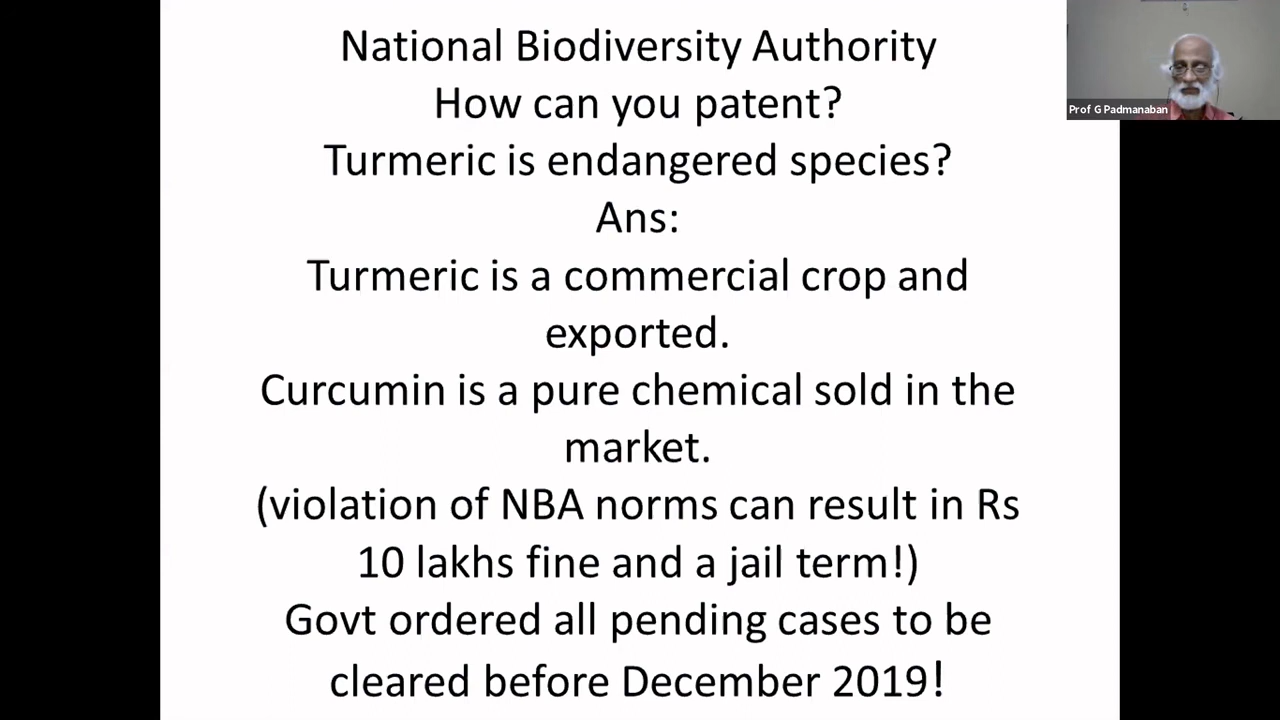 National Biodiversity Authority
How can you patent?
Turmeric is endangered species?
Ans:
Turmeric is a commercial crop and
exported.
Curcumin is a pure chemical sold in the
market.
(violation of NBA norms can result in Rs
10 lakhs fine and a jail term!)
Govt ordered all pending cases to be
cleared before December 2019!
Prof G Padmanaban